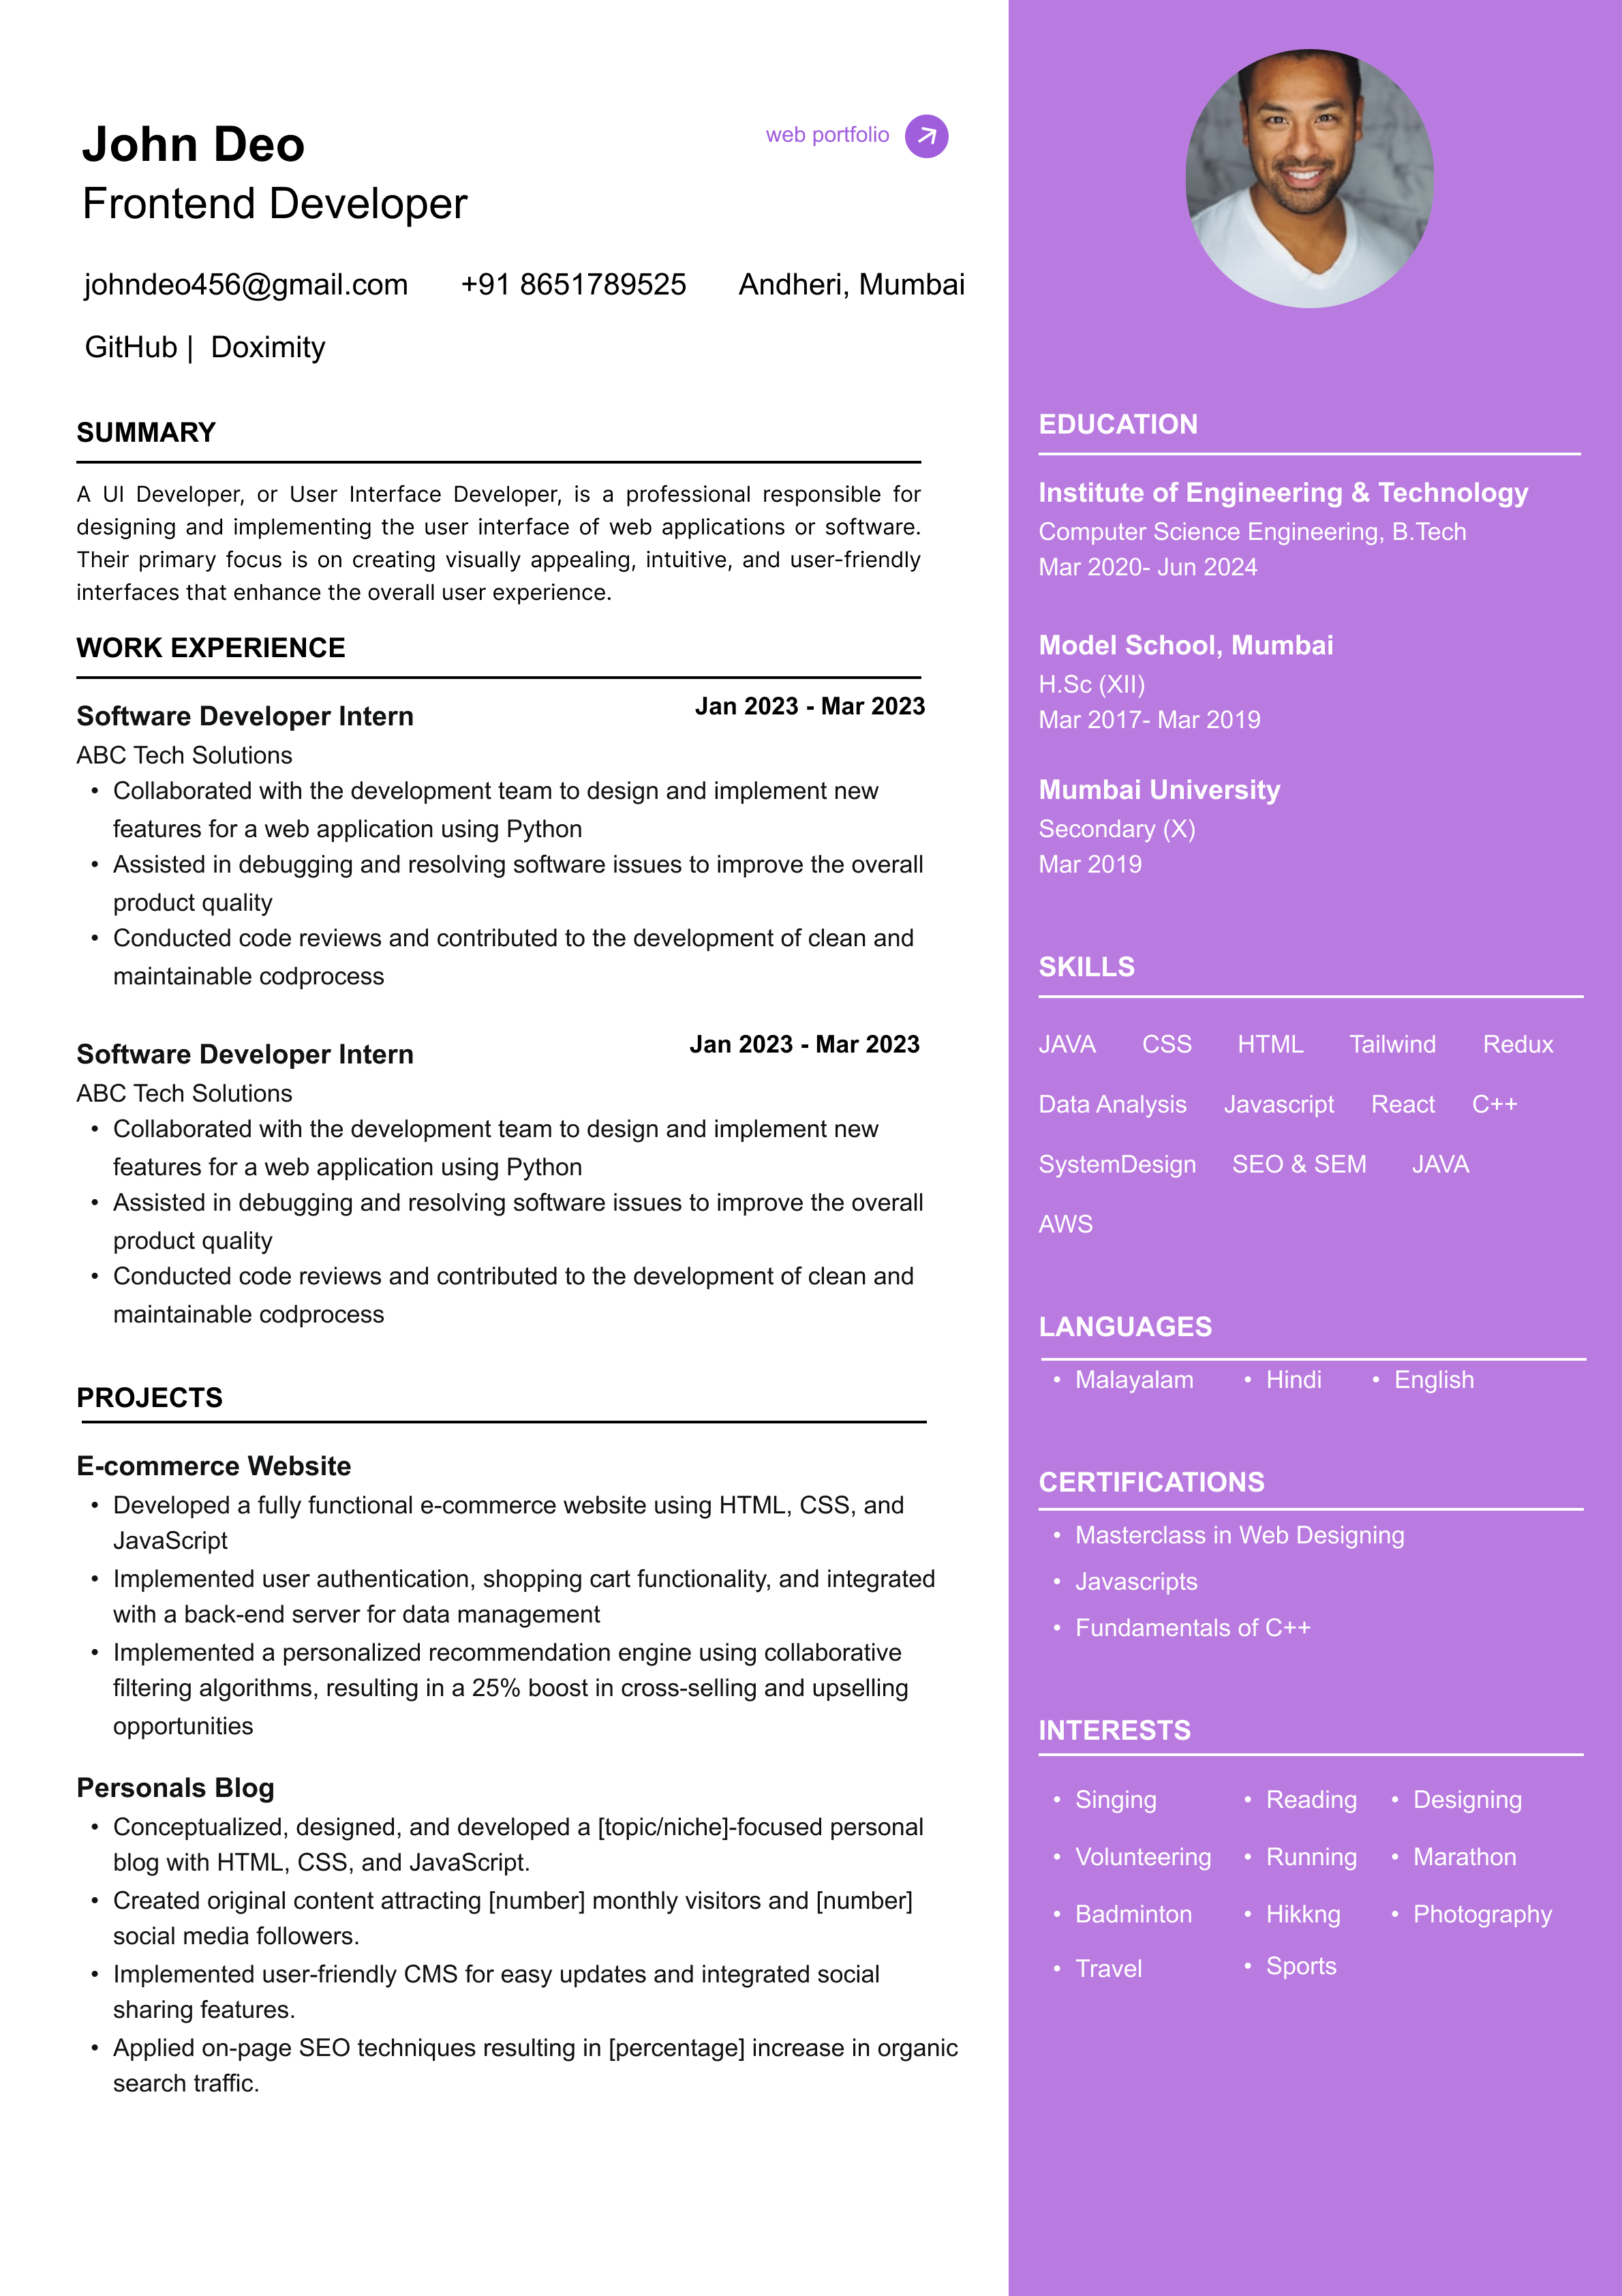 John Deo
web portfolio
Frontend Developer
johndeo456@gmail.com +91 8651789525 Andheri, Mumbai
GitHub | Doximity
SUMMARY
A UI Developer, or User Interface Developer, is a professional responsible for
designing and implementing the user interface of web applications or software.
Their primary focus is on creating visually appealing, intuitive, and user-friendly
interfaces that enhance the overall user experience.
WORK EXPERIENCE
Software Developer Intern Jan 2023 - Mar 2023
ABC Tech Solutions
• Collaborated with the development team to design and implement new
features for a web application using Python
• Assisted in debugging and resolving software issues to improve the overall
product quality
• Conducted code reviews and contributed to the development of clean and
maintainable codprocess
Software Developer Intern Jan 2023 - Mar 2023
ABC Tech Solutions
• Collaborated with the development team to design and implement new
features for a web application using Python
• Assisted in debugging and resolving software issues to improve the overall
product quality
• Conducted code reviews and contributed to the development of clean and
maintainable codprocess
PROJECTS
E-commerce Website
• Developed a fully functional e-commerce website using HTML, CSS, and
JavaScript
• Implemented user authentication, shopping cart functionality, and integrated
with a back-end server for data management
• Implemented a personalized recommendation engine using collaborative
filtering algorithms, resulting in a 25% boost in cross-selling and upselling
opportunities
Personals Blog
• Conceptualized, designed, and developed a [topic/niche]-focused personal
blog with HTML, CSS, and JavaScript.
• Created original content attracting [number] monthly visitors and [number]
social media followers.
• Implemented user-friendly CMS for easy updates and integrated social
sharing features.
• Applied on-page SEO techniques resulting in [percentage] increase in organic
search traffic.
EDUCATION
Institute of Engineering & Technology
Computer Science Engineering, B.Tech
Mar 2020- Jun 2024
Model School, Mumbai
H.Sc (XII)
Mar 2017- Mar 2019
Mumbai University
Secondary (X)
Mar 2019
SKILLS
JAVA CSS HTML Tailwind Redux
Data Analysis Javascript React C++
SystemDesign SEO & SEM JAVA
AWS
LANGUAGES
• Malayalam • Hindi • English
CERTIFICATIONS
• Masterclass in Web Designing
• Javascripts
• Fundamentals of C++
INTERESTS
• Singing • Reading • Designing
• Volunteering • Running • Marathon
• Badminton • Hikkng • Photography
• Travel • Sports